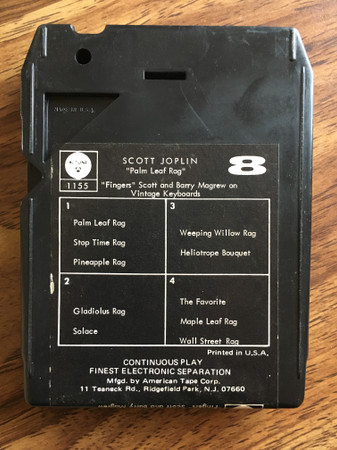 SCOTT JOPLIN
"Palm Leaf Rag"
8
1155
"Fingers" Scott and Barry Magrew on
Vintage Keyboards
1
Palm Leaf Rag
Stop Time Rag
Pineapple Rag
3
Weeping Willow Rag
Heliotrope Bouquet
2
Gladiolus Rag
Solace
4
The Favorite
Maple Leaf Rag
Wall Street Rag
Printed in U.S.A.
CONTINUOUS PLAY
FINEST ELECTRONIC SEPARATION
Mfgd. by American Tape Corp.
11 Teaneck Rd., Ridgefield Park, N.J. 07660